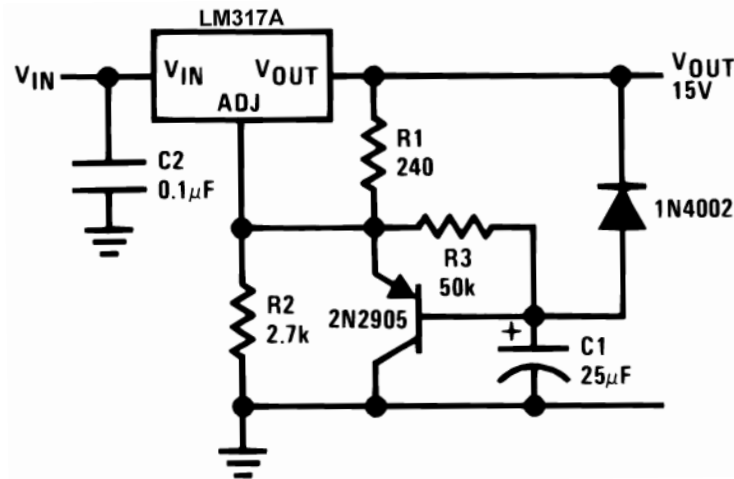 LM317A
VIN
VIN
VOUT
ADJ
VOUT
15V
C2
0.1μF
R1
240
R3
50k
1N4002
R2
2.7k
2N2905
+
C1
25μF